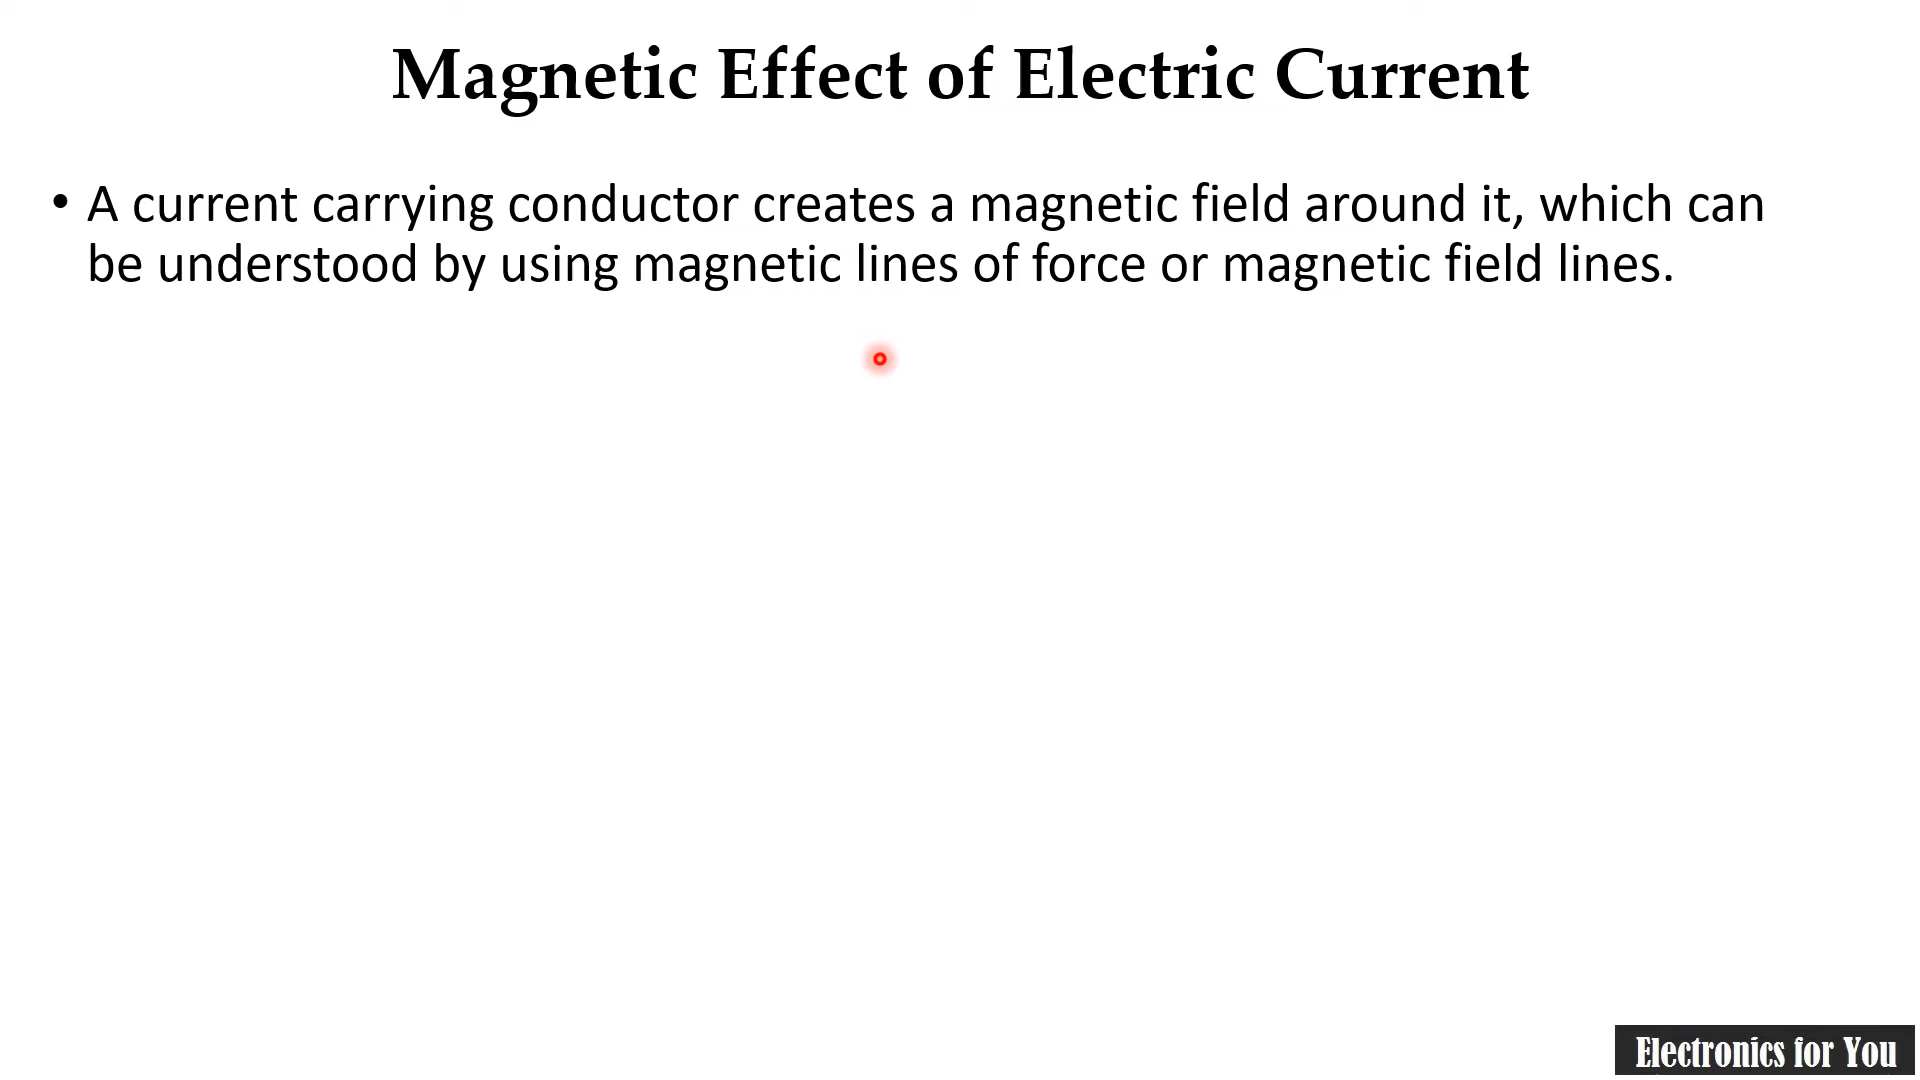 Magnetic Effect of Electric Current
• A current carrying conductor creates a magnetic field around it, which can
be understood by using magnetic lines of force or magnetic field lines.
Electronics for You